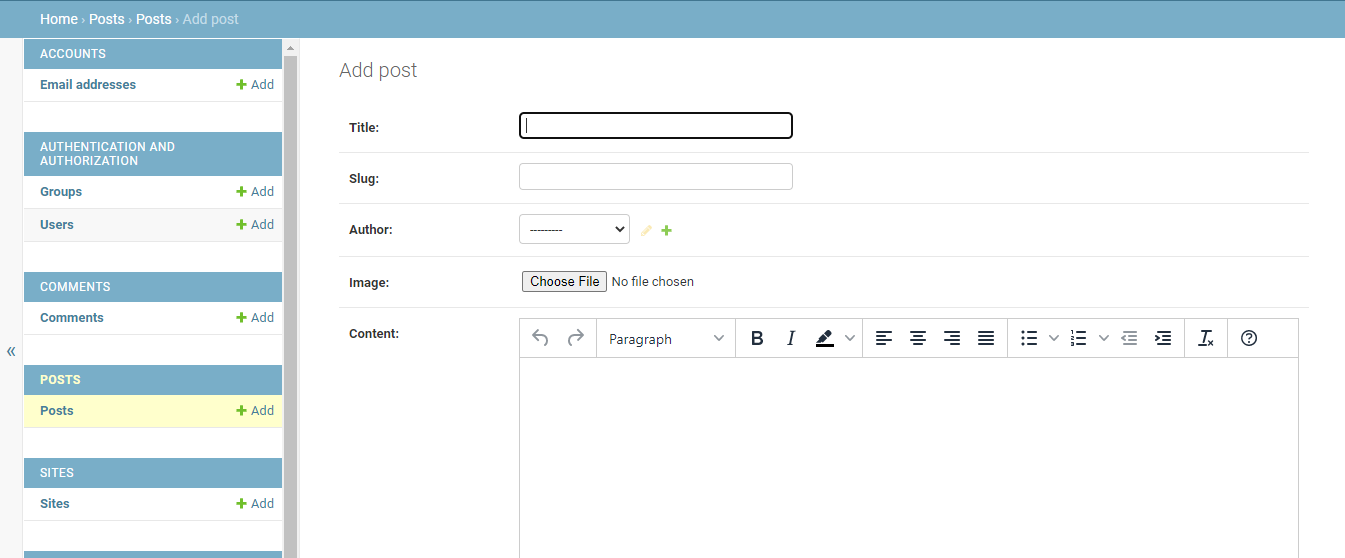 Home › Posts › Posts › Add post
«
ACCOUNTS
Email addresses Add
AUTHENTICATION AND
AUTHORIZATION
Groups Add
Users Add
COMMENTS
Comments Add
POSTS
Posts Add
SITES
Sites Add
Add post
Title:
Slug:
Author: ---------
Image: Choose File No file chosen
Content:
Paragraph B I